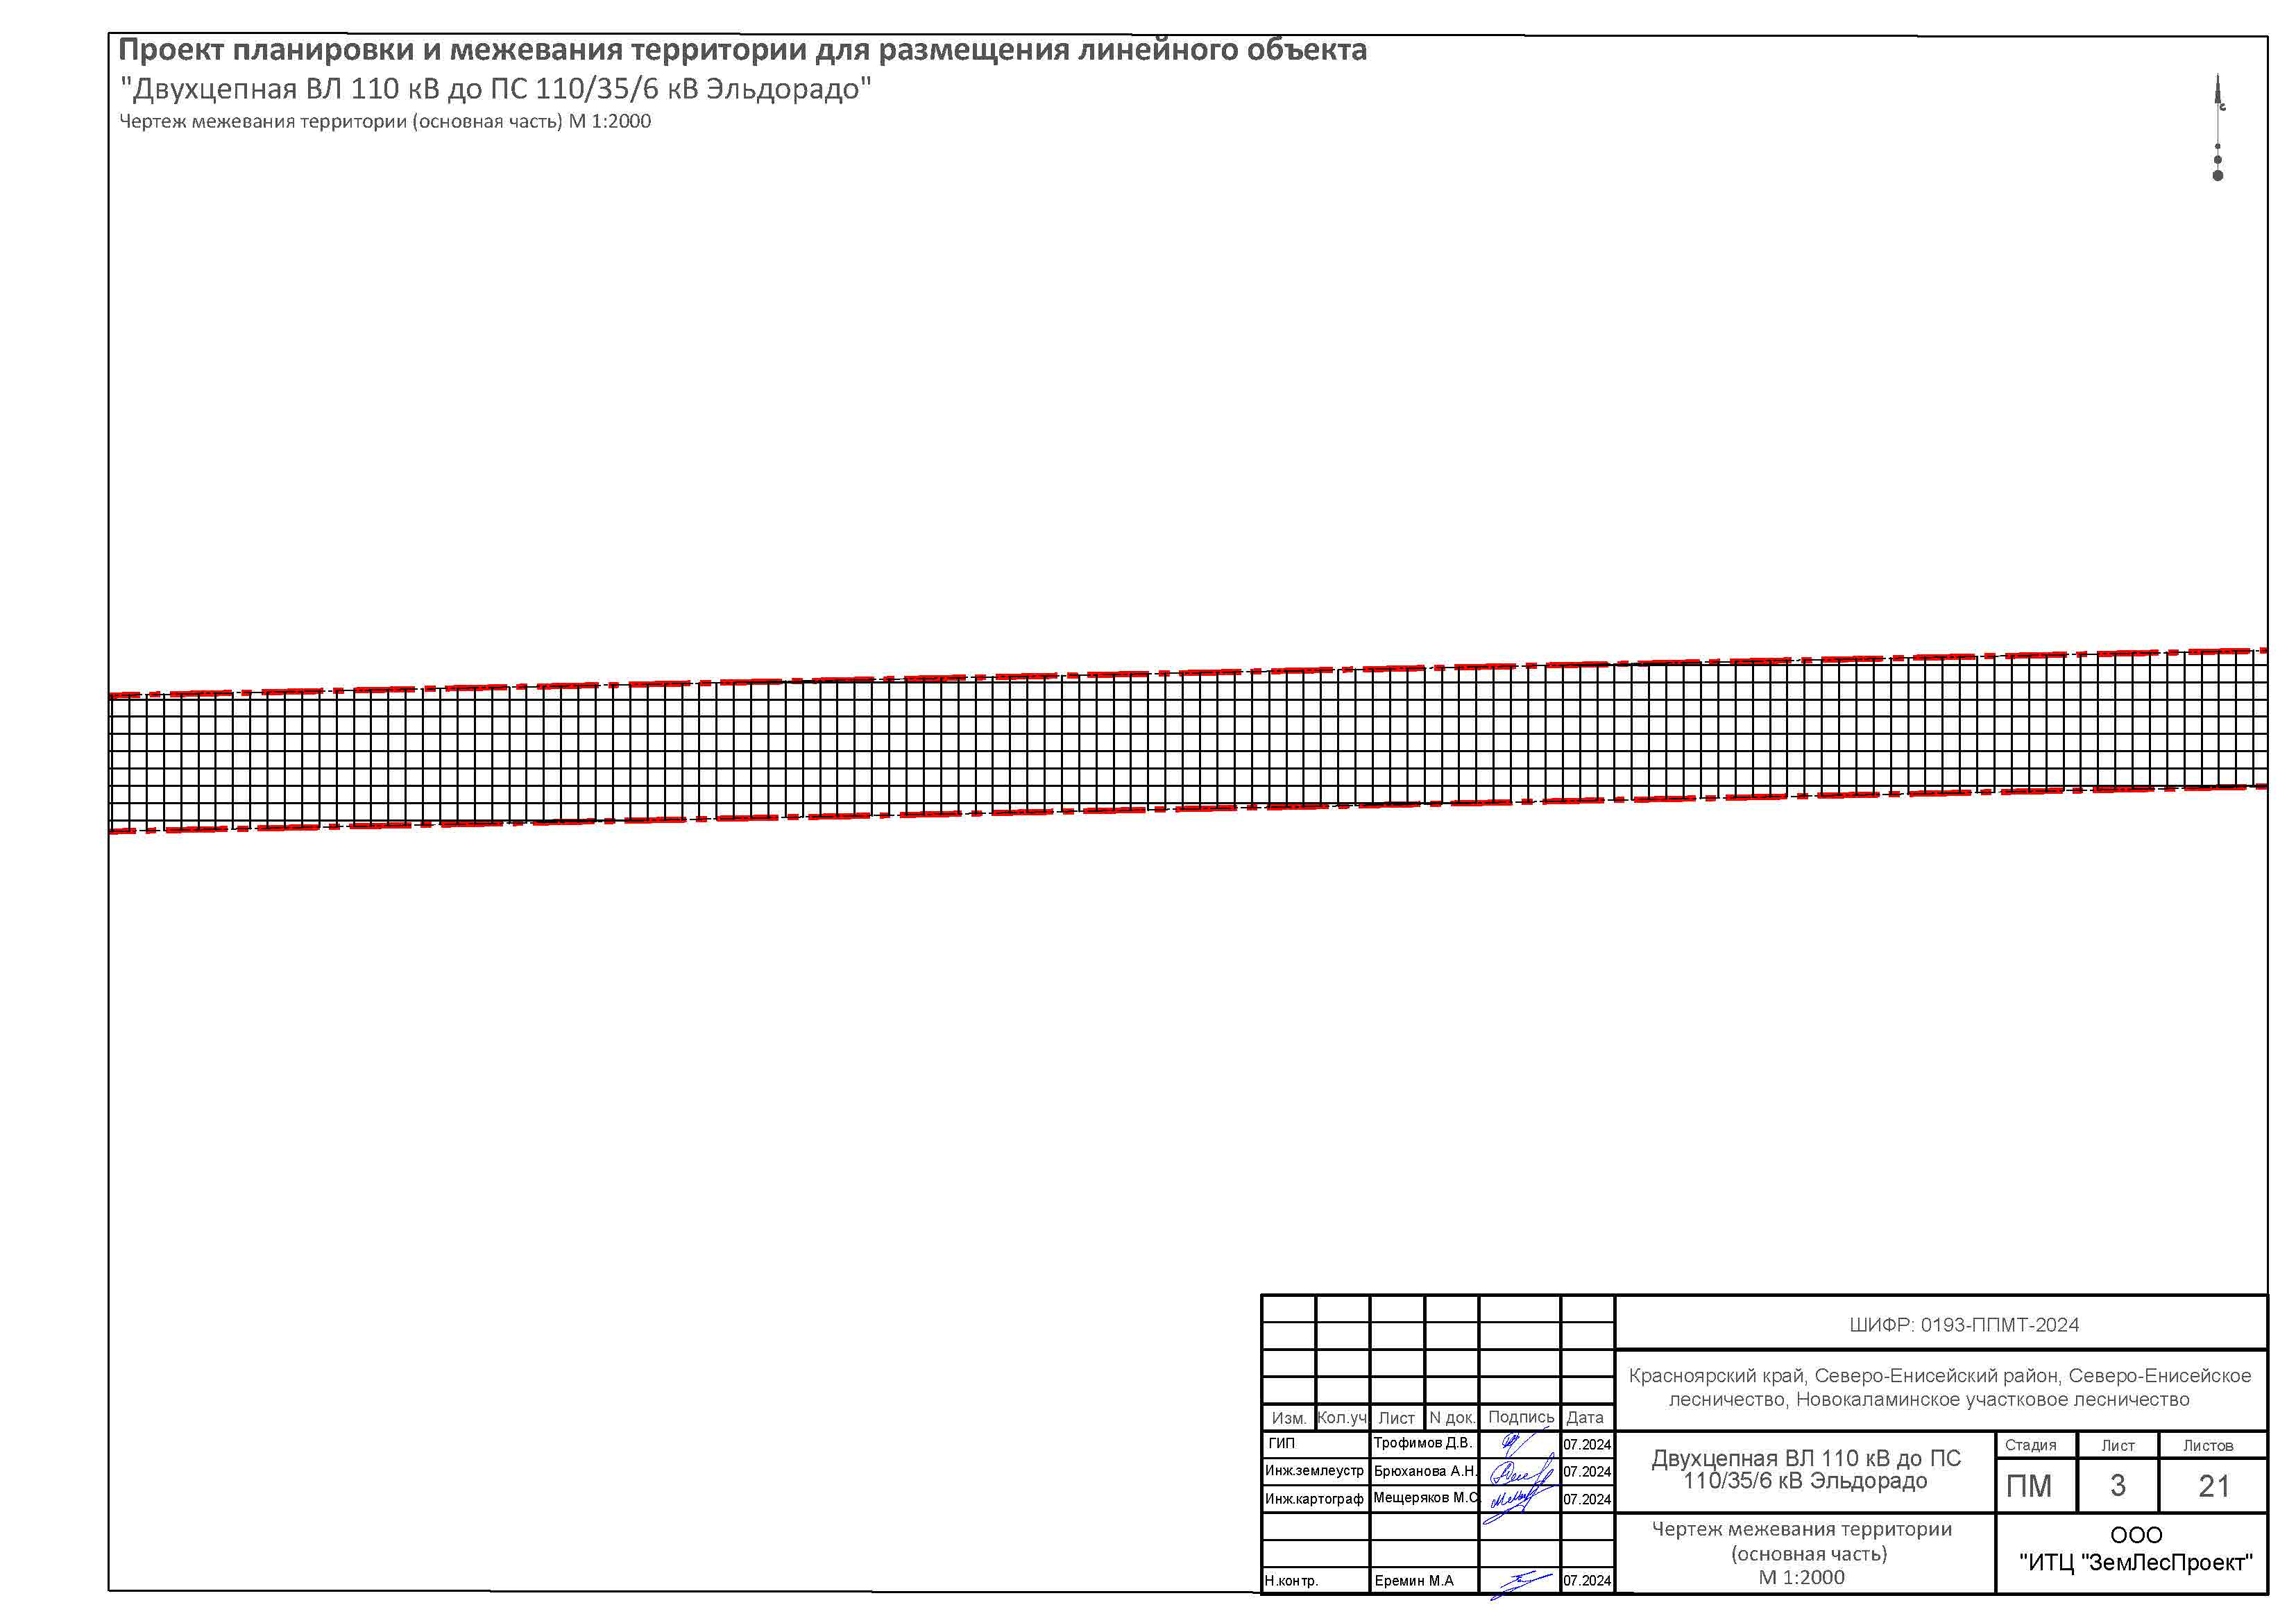 Проект планировки и межевания территории для размещения линейного объекта
"Двухцепная ВЛ 110 кВ до ПС 110/35/6 кВ Эльдорадо"
Чертеж межевания территории (основная часть) М 1:2000
с
ШИФР: 0193-ППМТ-2024
Красноярский край, Северо-Енисейский район, Северо-Енисейское
лесничество, Новокаламинское участковое лесничество
Изм. Кол.уч Лист N док. Подпись Дата
ГИП Трофимов Д.В. 07.2024
Инж.землеустр Брюханова А.Н. 07.2024
Инж.картограф Мещеряков М.С 07.2024
Н.контр. Еремин М.А 07.2024
Двухцепная ВЛ 110 кВ до ПС
110/35/6 кВ Эльдорадо
Стадия Лист Листов
ПМ 3 21
Чертеж межевания территории
(основная часть)
М 1:2000
ООО
"ИТЦ "ЗемЛесПроект"